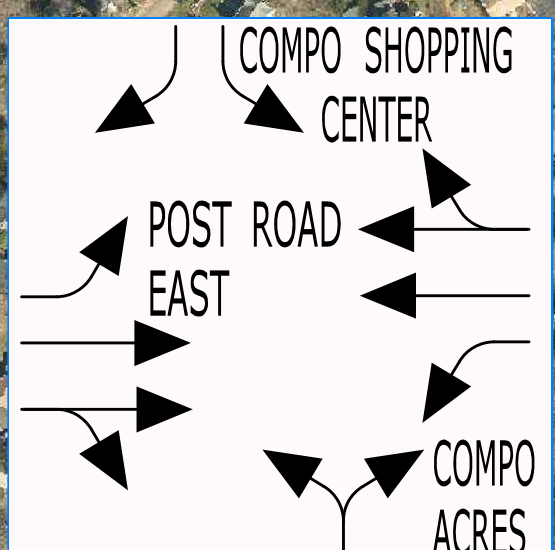 COMPO SHOPPING
CENTER
POST ROAD
EAST
COMPO
ACRES